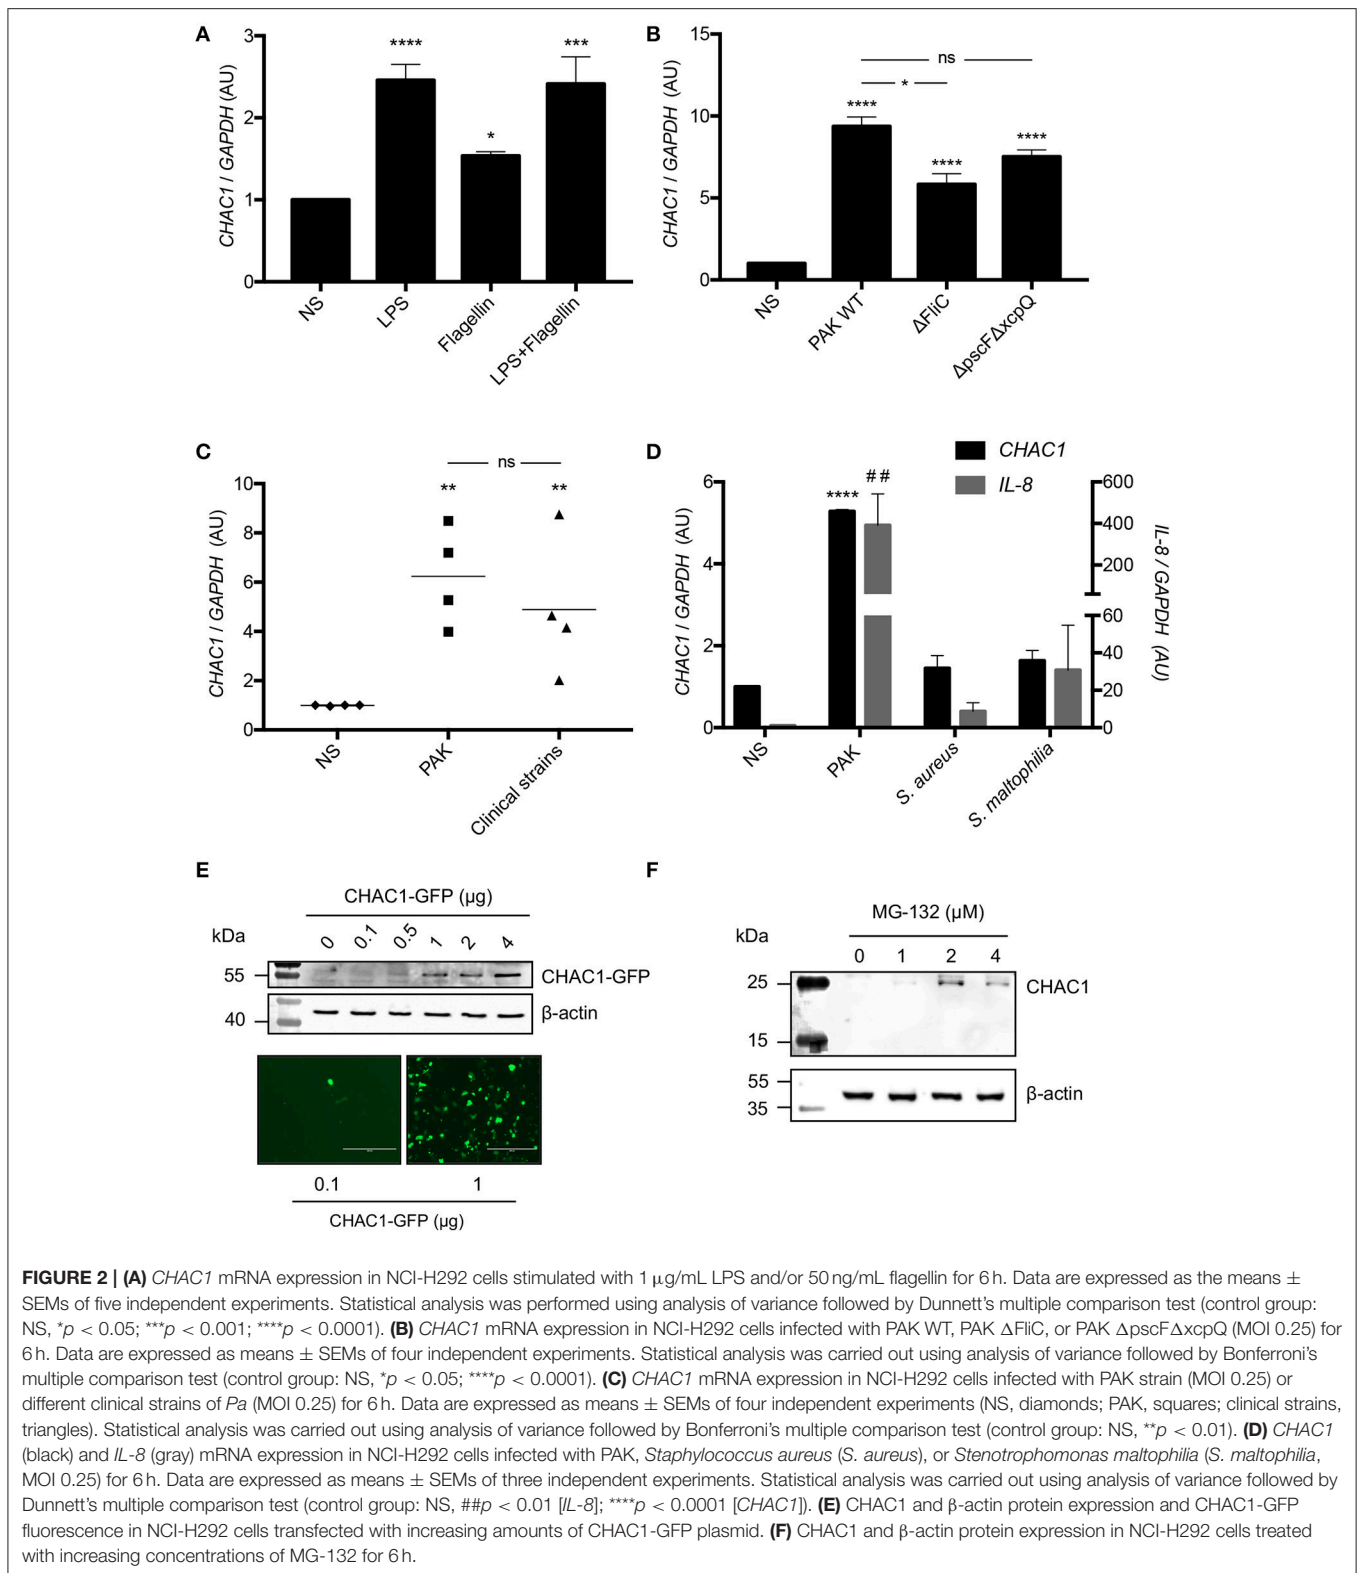 A
CHAC1 / GAPDH (AU)
3
2
1
0
****
*
***
NS
LPS
Flagellin
LPS+Flagellin
B
CHAC1 / GAPDH (AU)
15
10
5
0
ns
*
****
****
****
NS
PAK WT
ΔFliC
ΔpscFΔxcpQ
C
CHAC1 / GAPDH (AU)
10
8
6
4
2
0
ns
**
**
NS
PAK
Clinical strains
D
CHAC1
IL-8
CHAC1 / GAPDH (AU)
6
4
2
0
****
##
600
400
200
60
40
20
0
IL-8 / GAPDH (AU)
NS
PAK
S. aureus
S. maltophilia
E
CHAC1-GFP (µg)
kDa
0 0.1 0.5 1 2 4
55
CHAC1-GFP
40
β-actin
0.1 1
CHAC1-GFP (µg)
F
MG-132 (µM)
kDa
0 1 2 4
25
CHAC1
15
55
β-actin
35
FIGURE 2 | (A) CHAC1 mRNA expression in NCI-H292 cells stimulated with 1 µg/mL LPS and/or 50 ng/mL flagellin for 6 h. Data are expressed as the means ±
SEMs of five independent experiments. Statistical analysis was performed using analysis of variance followed by Dunnett's multiple comparison test (control group:
NS, *p < 0.05; ***p < 0.001; ****p < 0.0001). (B) CHAC1 mRNA expression in NCI-H292 cells infected with PAK WT, PAK ΔFliC, or PAK ΔpscFΔxcpQ (MOI 0.25) for
6 h. Data are expressed as means ± SEMs of four independent experiments. Statistical analysis was carried out using analysis of variance followed by Bonferroni's
multiple comparison test (control group: NS, *p < 0.05; ****p < 0.0001). (C) CHAC1 mRNA expression in NCI-H292 cells infected with PAK strain (MOI 0.25) or
different clinical strains of Pa (MOI 0.25) for 6 h. Data are expressed as means ± SEMs of four independent experiments (NS, diamonds; PAK, squares; clinical strains,
triangles). Statistical analysis was carried out using analysis of variance followed by Bonferroni's multiple comparison test (control group: NS, **p < 0.01). (D) CHAC1
(black) and IL-8 (gray) mRNA expression in NCI-H292 cells infected with PAK, Staphylococcus aureus (S. aureus), or Stenotrophomonas maltophilia (S. maltophilia,
MOI 0.25) for 6 h. Data are expressed as means ± SEMs of three independent experiments. Statistical analysis was carried out using analysis of variance followed by
Dunnett's multiple comparison test (control group: NS, ##p < 0.01 [IL-8]; ****p < 0.0001 [CHAC1]). (E) CHAC1 and β-actin protein expression and CHAC1-GFP
fluorescence in NCI-H292 cells transfected with increasing amounts of CHAC1-GFP plasmid. (F) CHAC1 and β-actin protein expression in NCI-H292 cells treated
with increasing concentrations of MG-132 for 6 h.